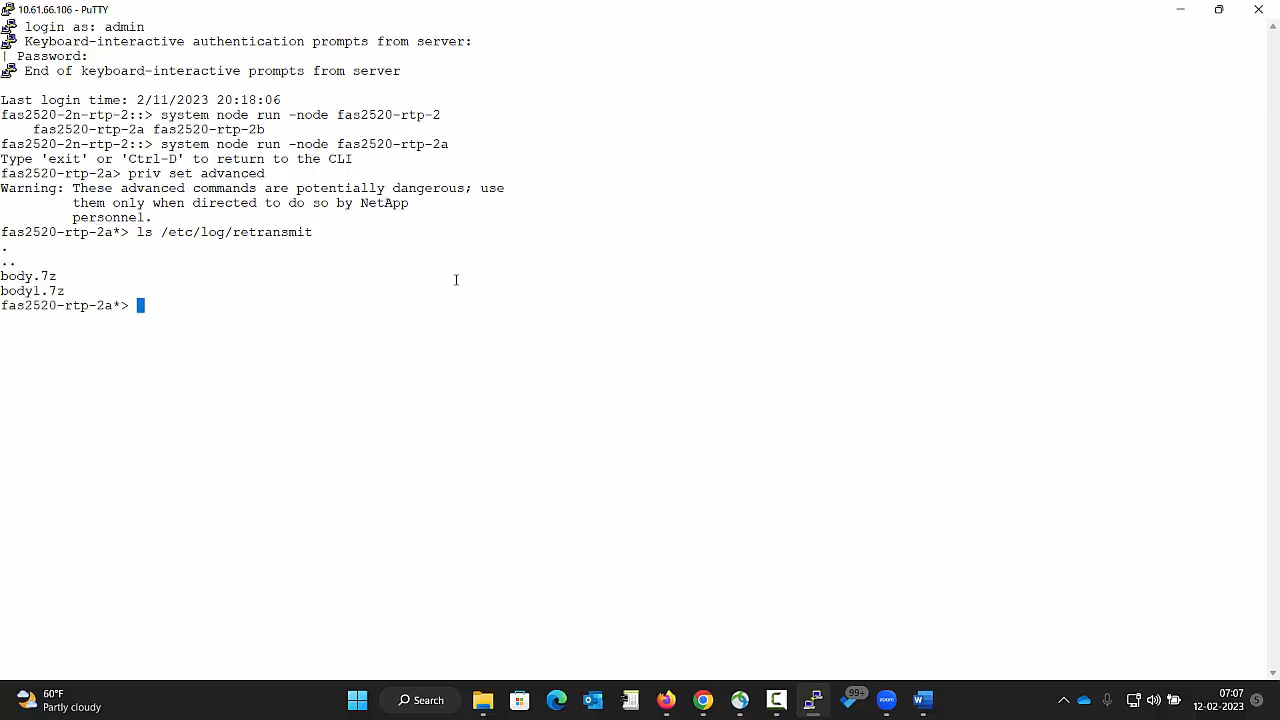 10.61.66.106 - PuTTY
login as: admin
Keyboard-interactive authentication prompts from server:
| Password:
End of keyboard-interactive prompts from server
Last login time: 2/11/2023 20:18:06
fas2520-2n-rtp-2::> system node run -node fas2520-rtp-2
fas2520-rtp-2a fas2520-rtp-2b
fas2520-2n-rtp-2::> system node run -node fas2520-rtp-2a
Type 'exit' or 'Ctrl-D' to return to the CLI
fas2520-rtp-2a> priv set advanced
Warning: These advanced commands are potentially dangerous; use
them only when directed to do so by NetApp
personnel.
fas2520-rtp-2a*> ls /etc/log/retransmit
.
..
body.7z
body1.7z
fas2520-rtp-2a*>
60°F
Partly cloudy
Search
99+
zoom
07:07
12-02-2023
5